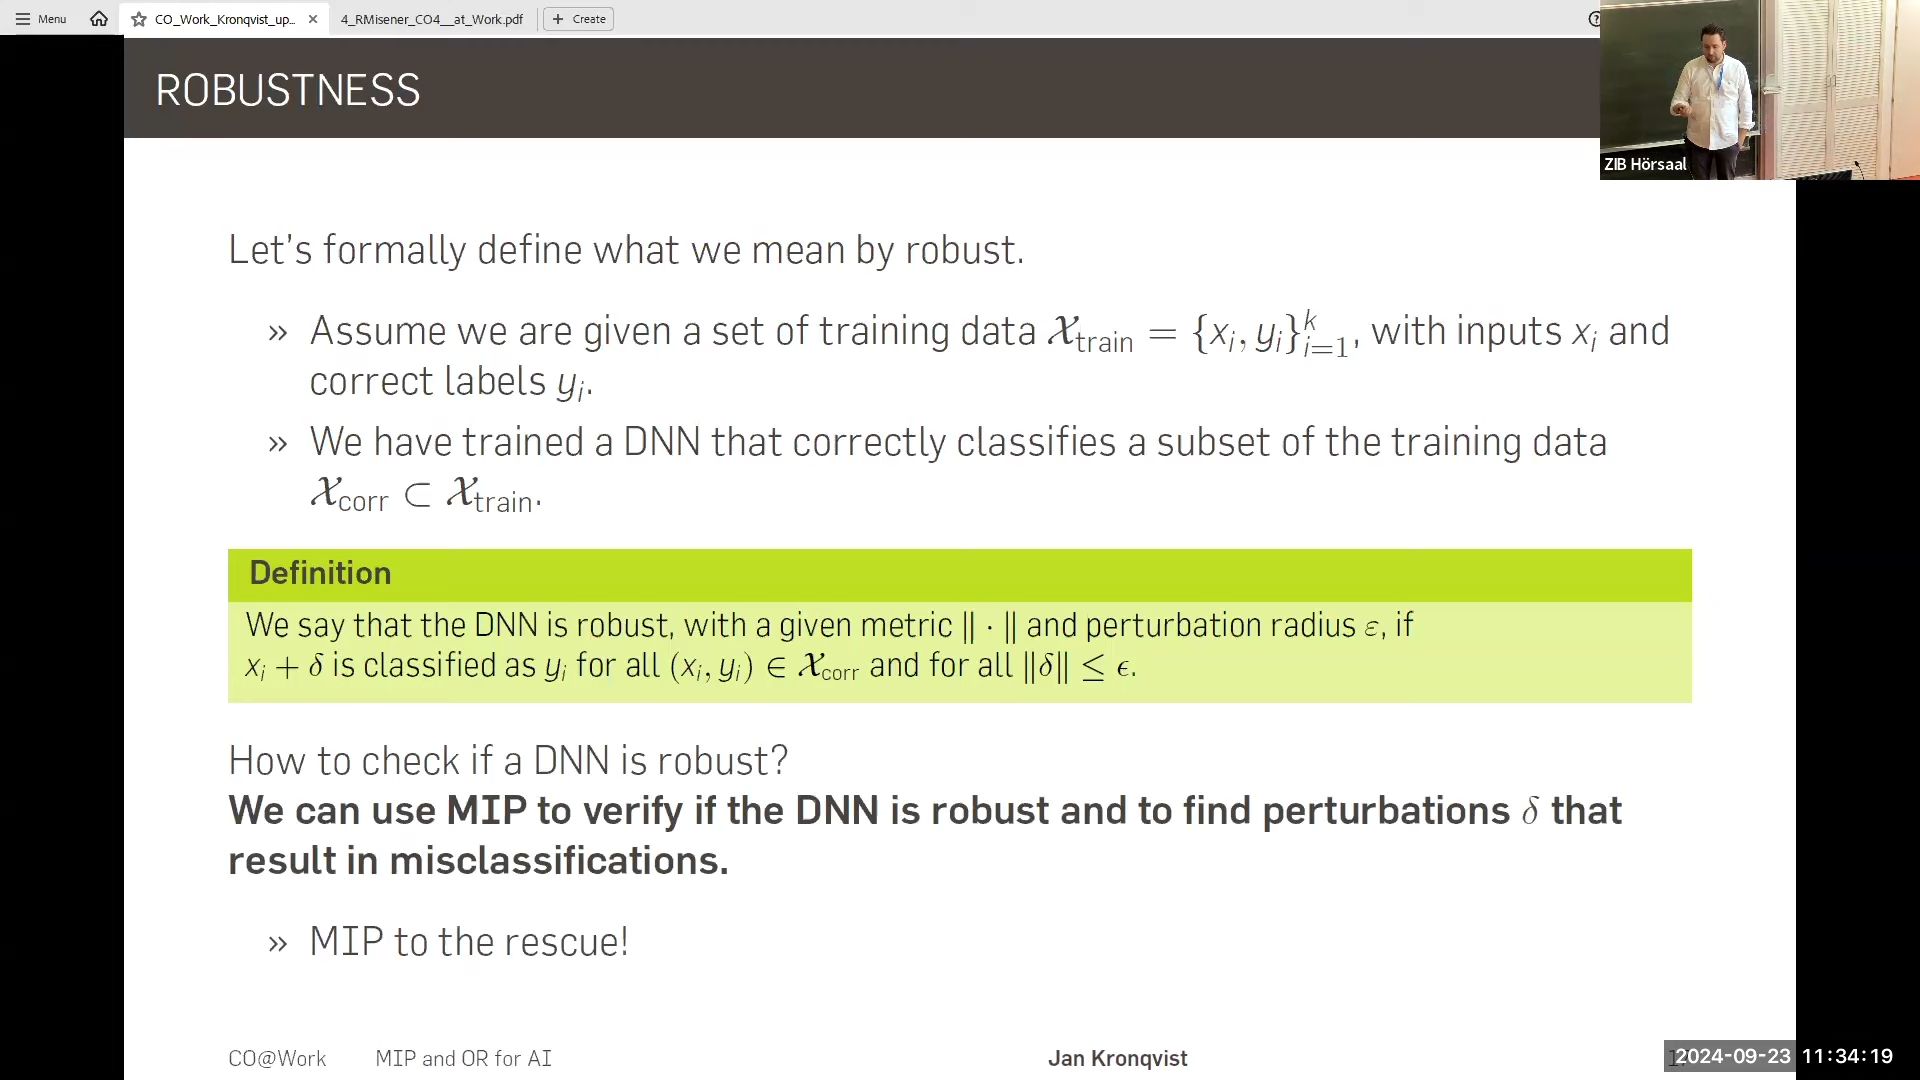 Menu
CO_Work_Kronqvist_up...
4_RMisener_CO4__at_Work.pdf
+ Create
ROBUSTNESS
ZIB Hörsaal
Let's formally define what we mean by robust.
» Assume we are given a set of training data 𝒳train = {xᵢ, yᵢ}ᵏᵢ₌₁, with inputs xᵢ and
correct labels yᵢ.
» We have trained a DNN that correctly classifies a subset of the training data
𝒳corr ⊂ 𝒳train.
Definition
We say that the DNN is robust, with a given metric ∥ · ∥ and perturbation radius ε, if
xᵢ + δ is classified as yᵢ for all (xᵢ, yᵢ) ∈ 𝒳corr and for all ∥δ∥ ≤ ϵ.
How to check if a DNN is robust?
We can use MIP to verify if the DNN is robust and to find perturbations δ that
result in misclassifications.
» MIP to the rescue!
CO@Work MIP and OR for AI Jan Kronqvist
2024-09-23 11:34:19